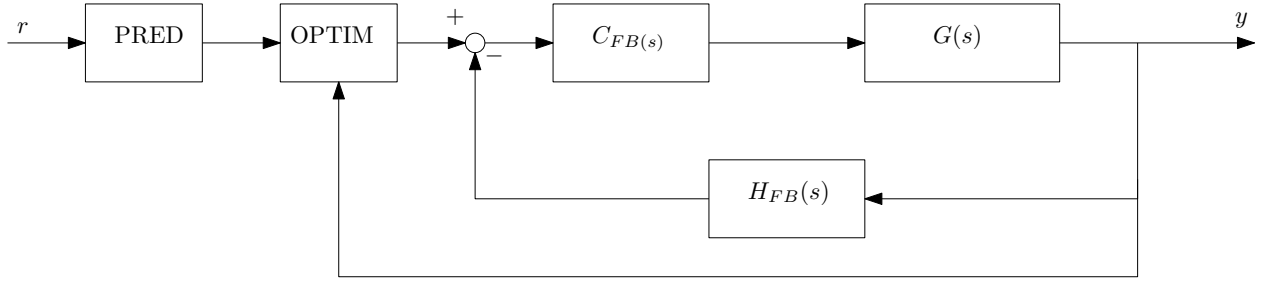 r
PRED
OPTIM
+
−
C_{FB(s)}
G(s)
y
H_{FB}(s)